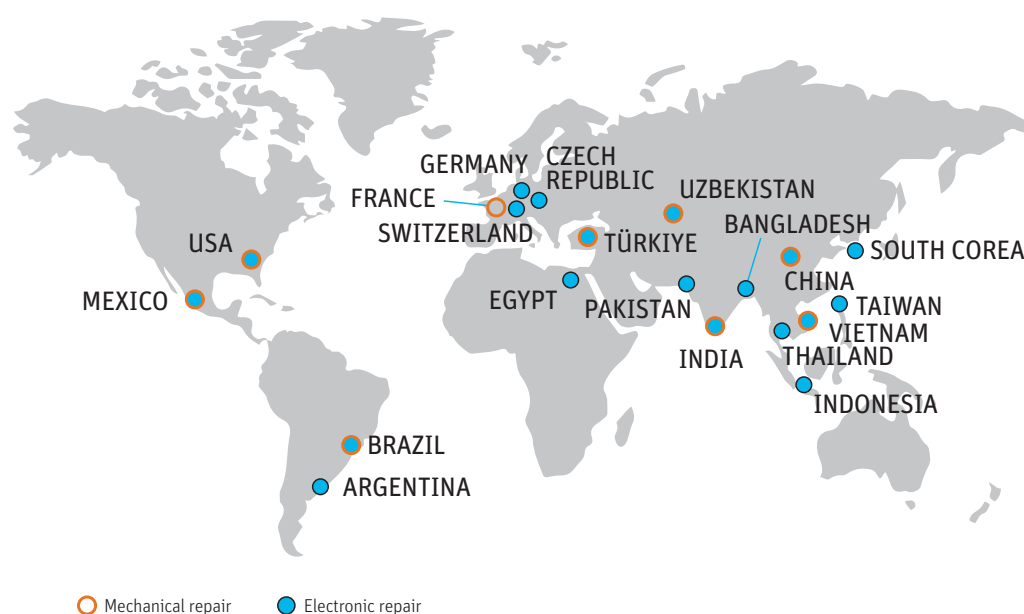 GERMANY
CZECH
REPUBLIC
FRANCE
SWITZERLAND
UZBEKISTAN
BANGLADESH
USA
TÜRKIYE
SOUTH COREA
MEXICO
EGYPT
PAKISTAN
CHINA
TAIWAN
VIETNAM
INDIA
THAILAND
INDONESIA
BRAZIL
ARGENTINA
Mechanical repair
Electronic repair